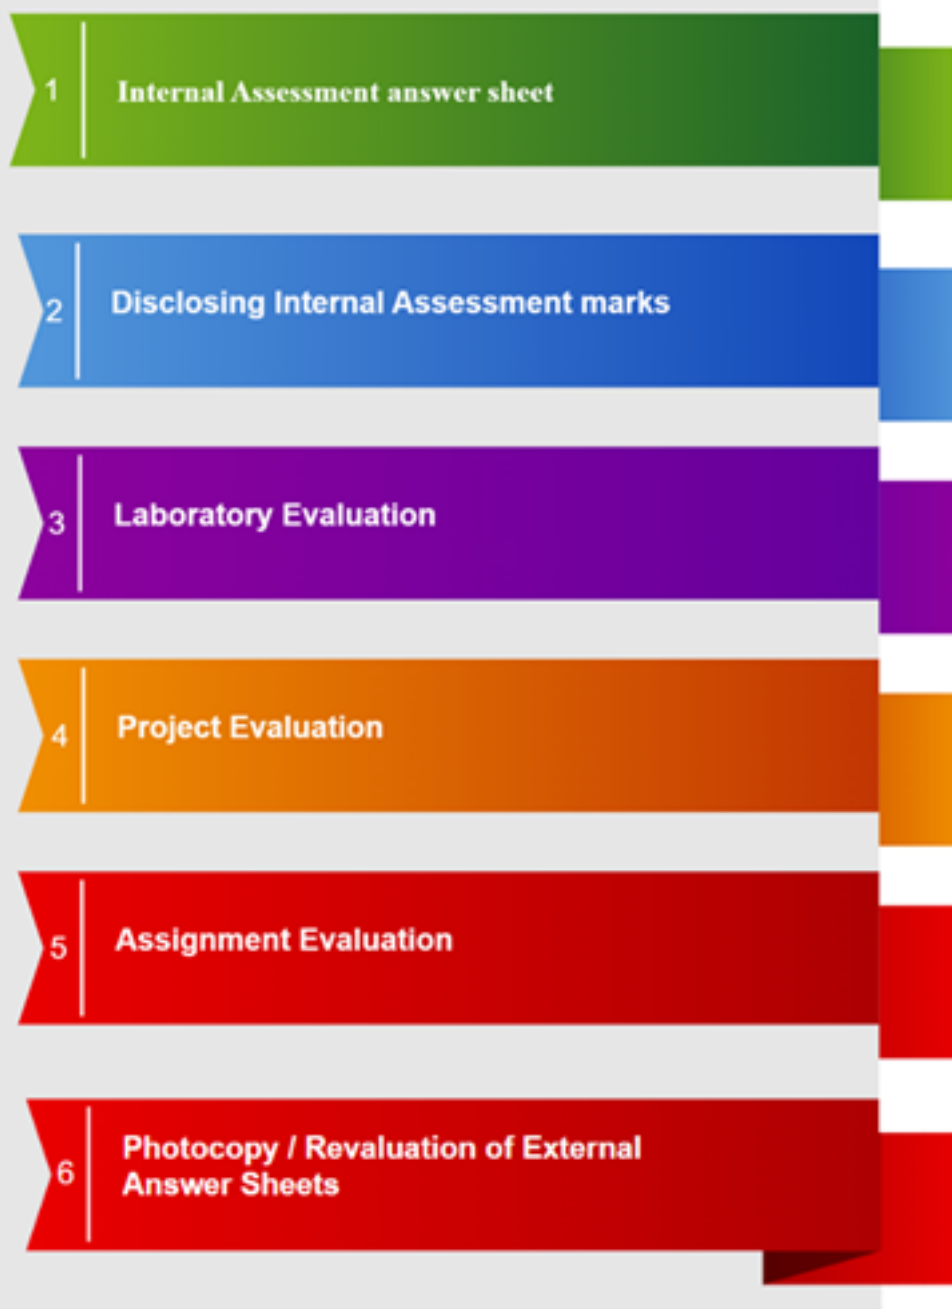 1 Internal Assessment answer sheet
2 Disclosing Internal Assessment marks
3 Laboratory Evaluation
4 Project Evaluation
5 Assignment Evaluation
6 Photocopy / Revaluation of External
Answer Sheets